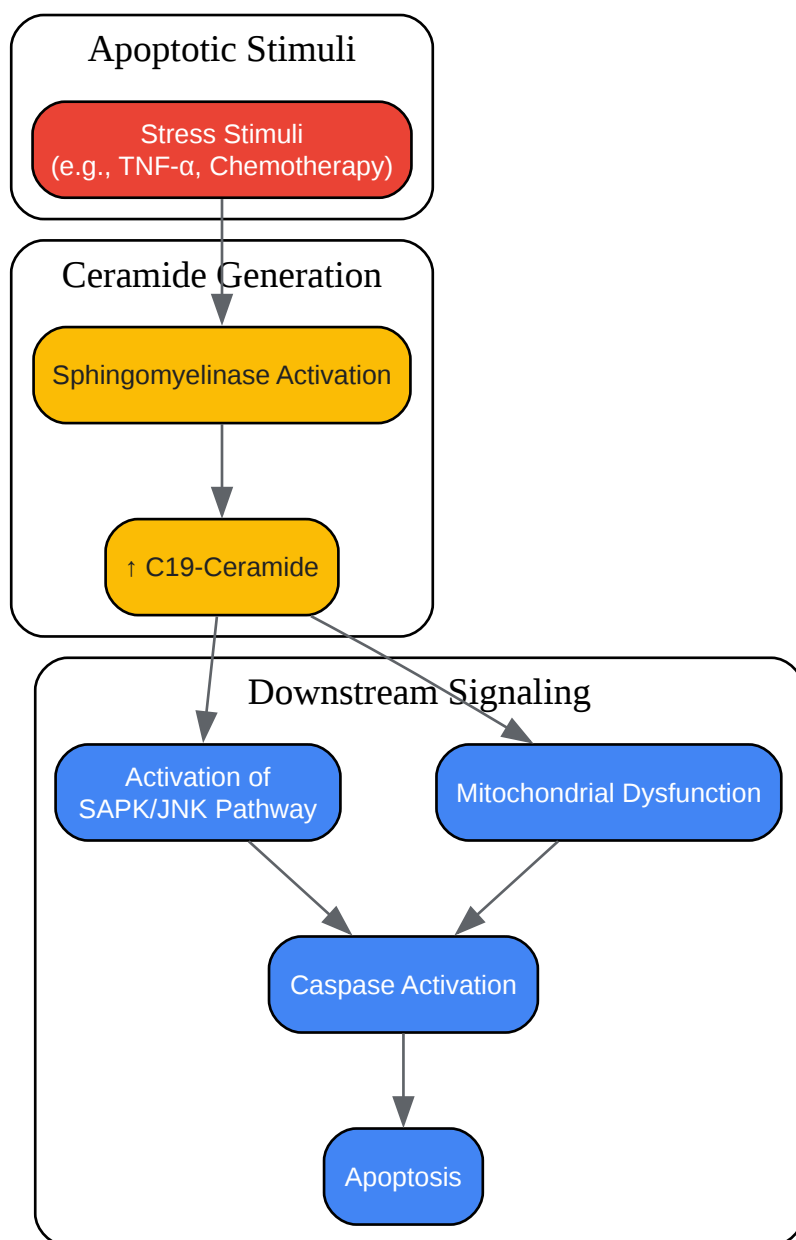 Apoptotic Stimuli
Stress Stimuli
(e.g., TNF-α, Chemotherapy)
Ceramide Generation
Sphingomyelinase Activation
↑ C19-Ceramide
Downstream Signaling
Activation of
SAPK/JNK Pathway
Mitochondrial Dysfunction
Caspase Activation
Apoptosis